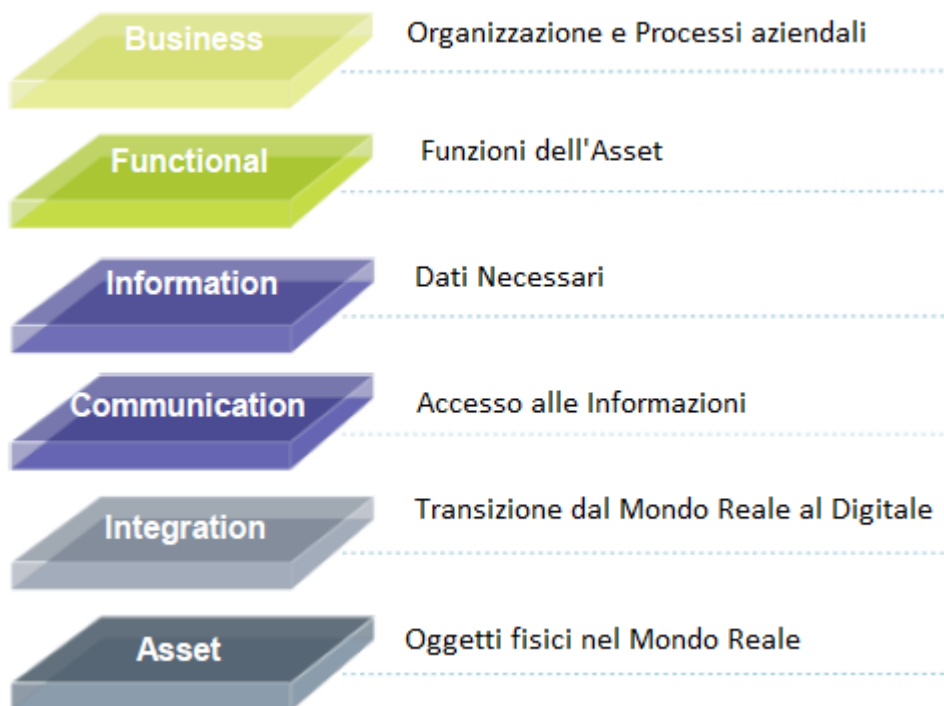 Business
Organizzazione e Processi aziendali
Functional
Funzioni dell'Asset
Information
Dati Necessari
Communication
Accesso alle Informazioni
Integration
Transizione dal Mondo Reale al Digitale
Asset
Oggetti fisici nel Mondo Reale